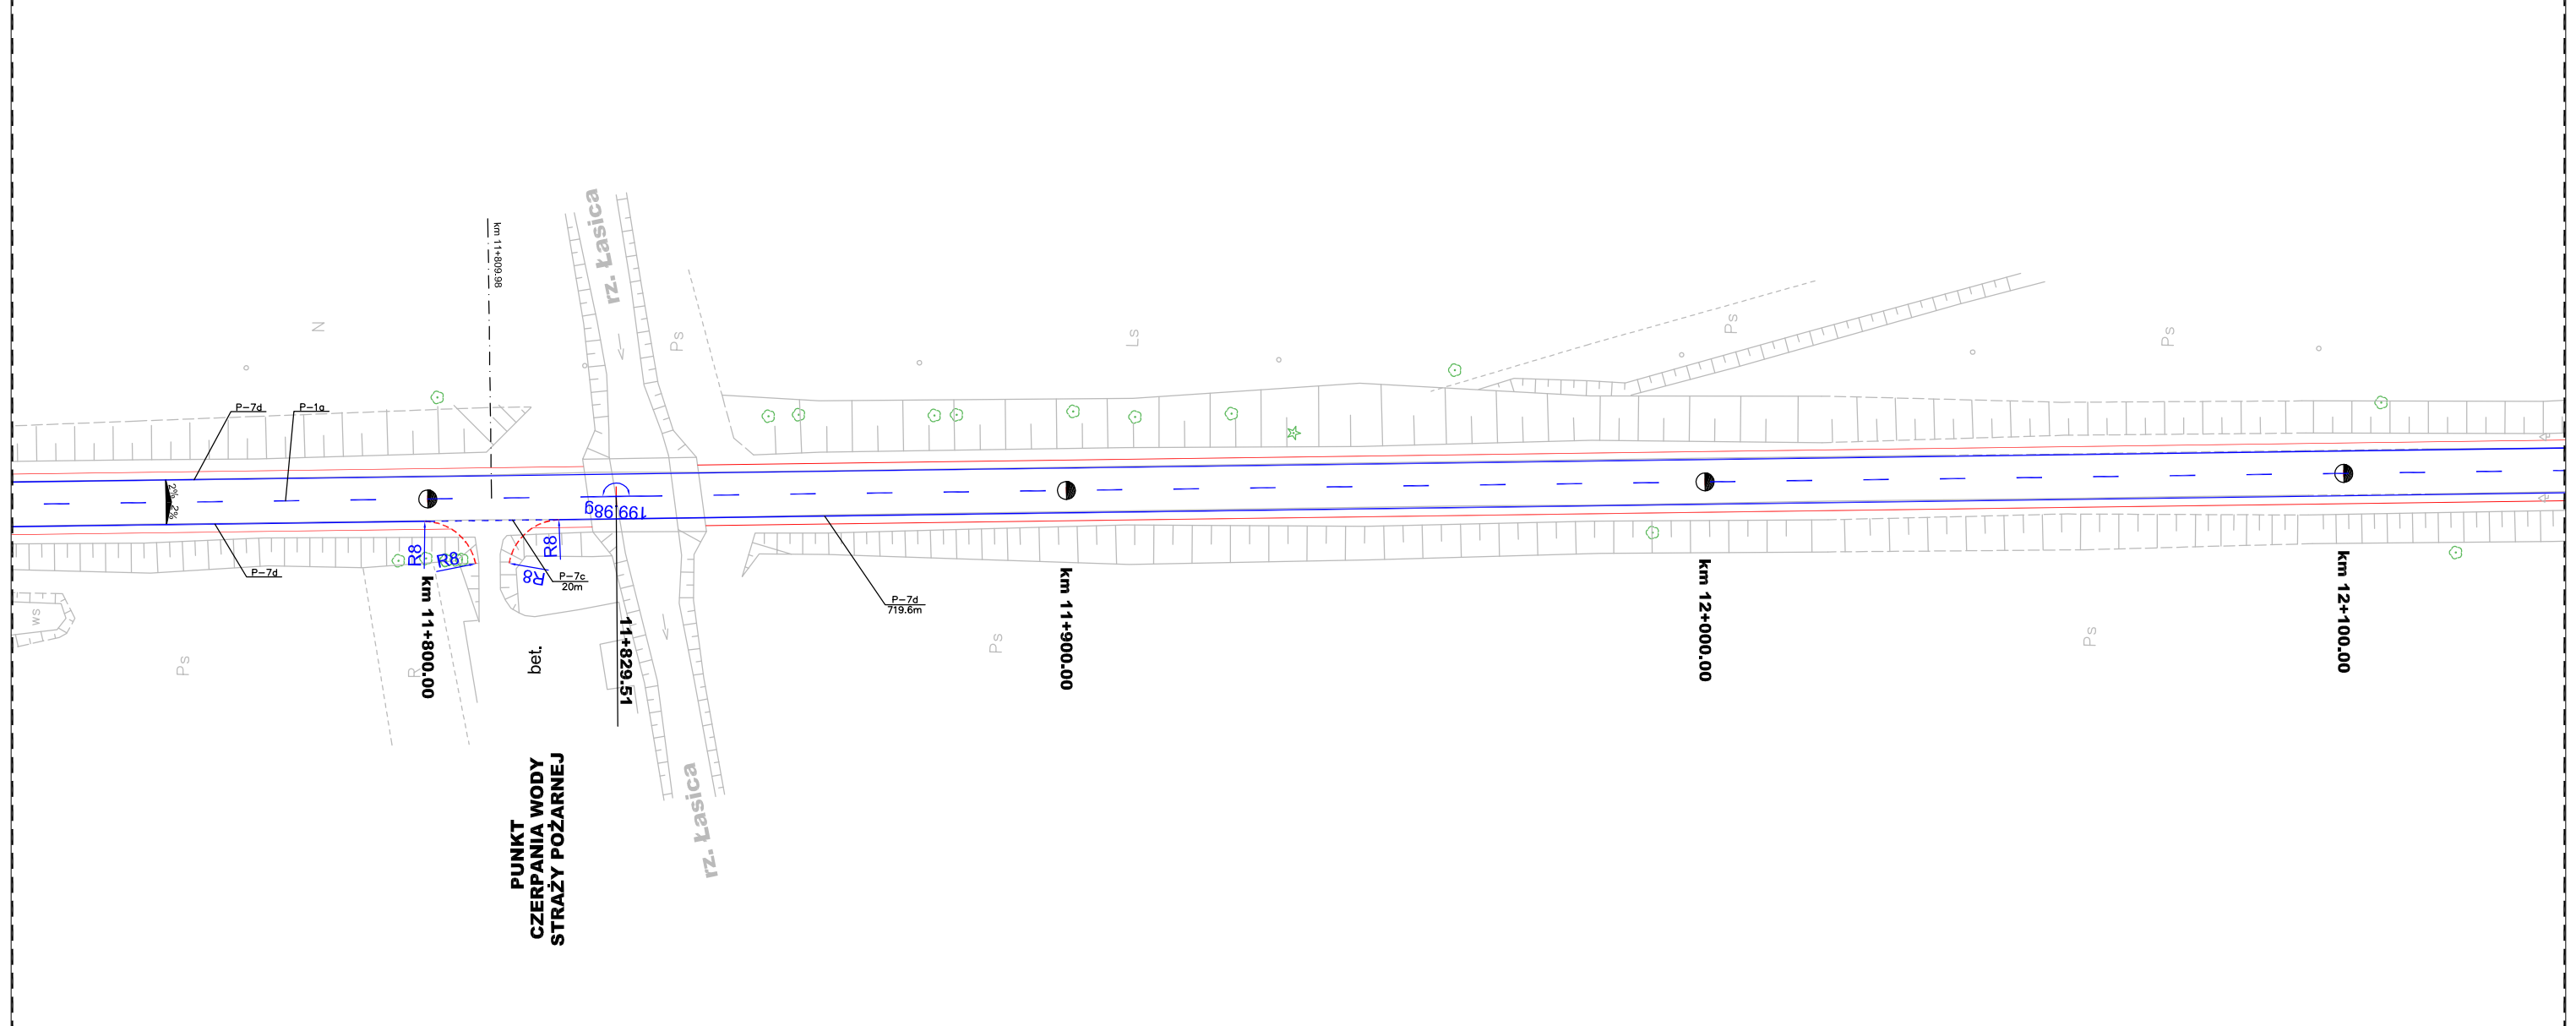 rz. Łasica
km 11+809.98
N
Ps
Ls
Ps
Ps
P-7d
P-1a
2%
2%
199.98g
R8
R8
R8
R8
P-7d
P-7c
20m
P-7d
719.6m
km 11+800.00
11+829.51
km 11+900.00
km 12+000.00
km 12+100.00
ws
Ps
R
bet.
Ps
Ps
rz. Łasica
PUNKT
CZERPANIA WODY
STRAŻY POŻARNEJ